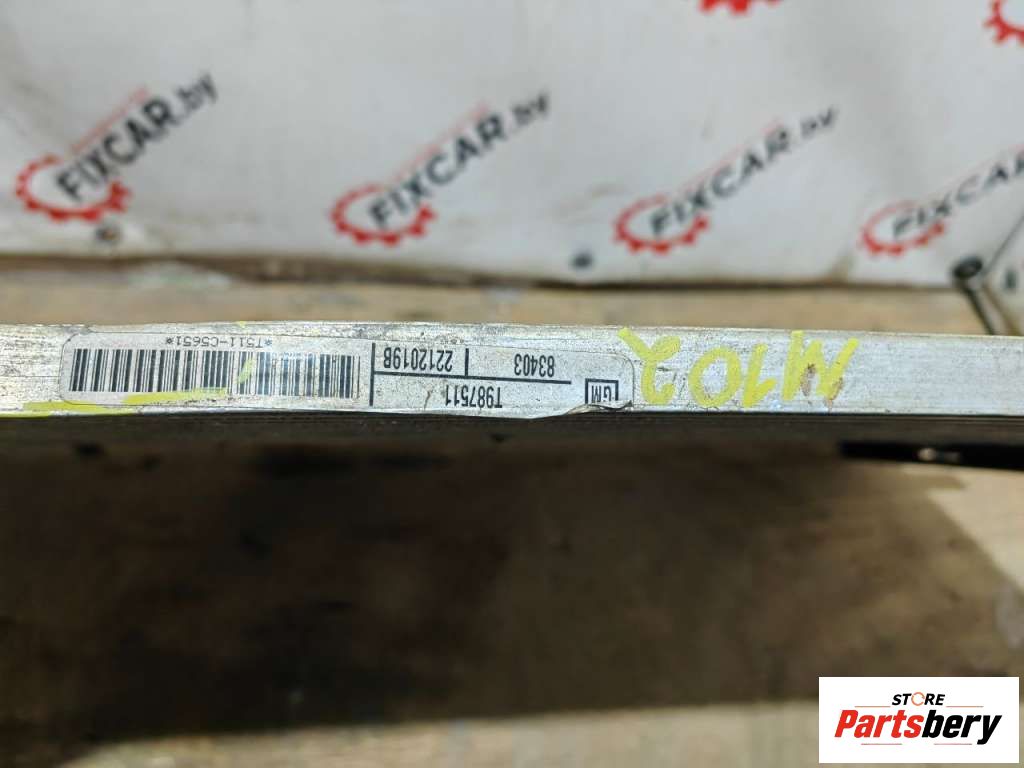 FIXCAR.by
FIXCAR.by
FIXCAR.by
FIXCAR
GM
T987511
83403
22120198
*T511-C5651*
M102
STORE
Partsbery